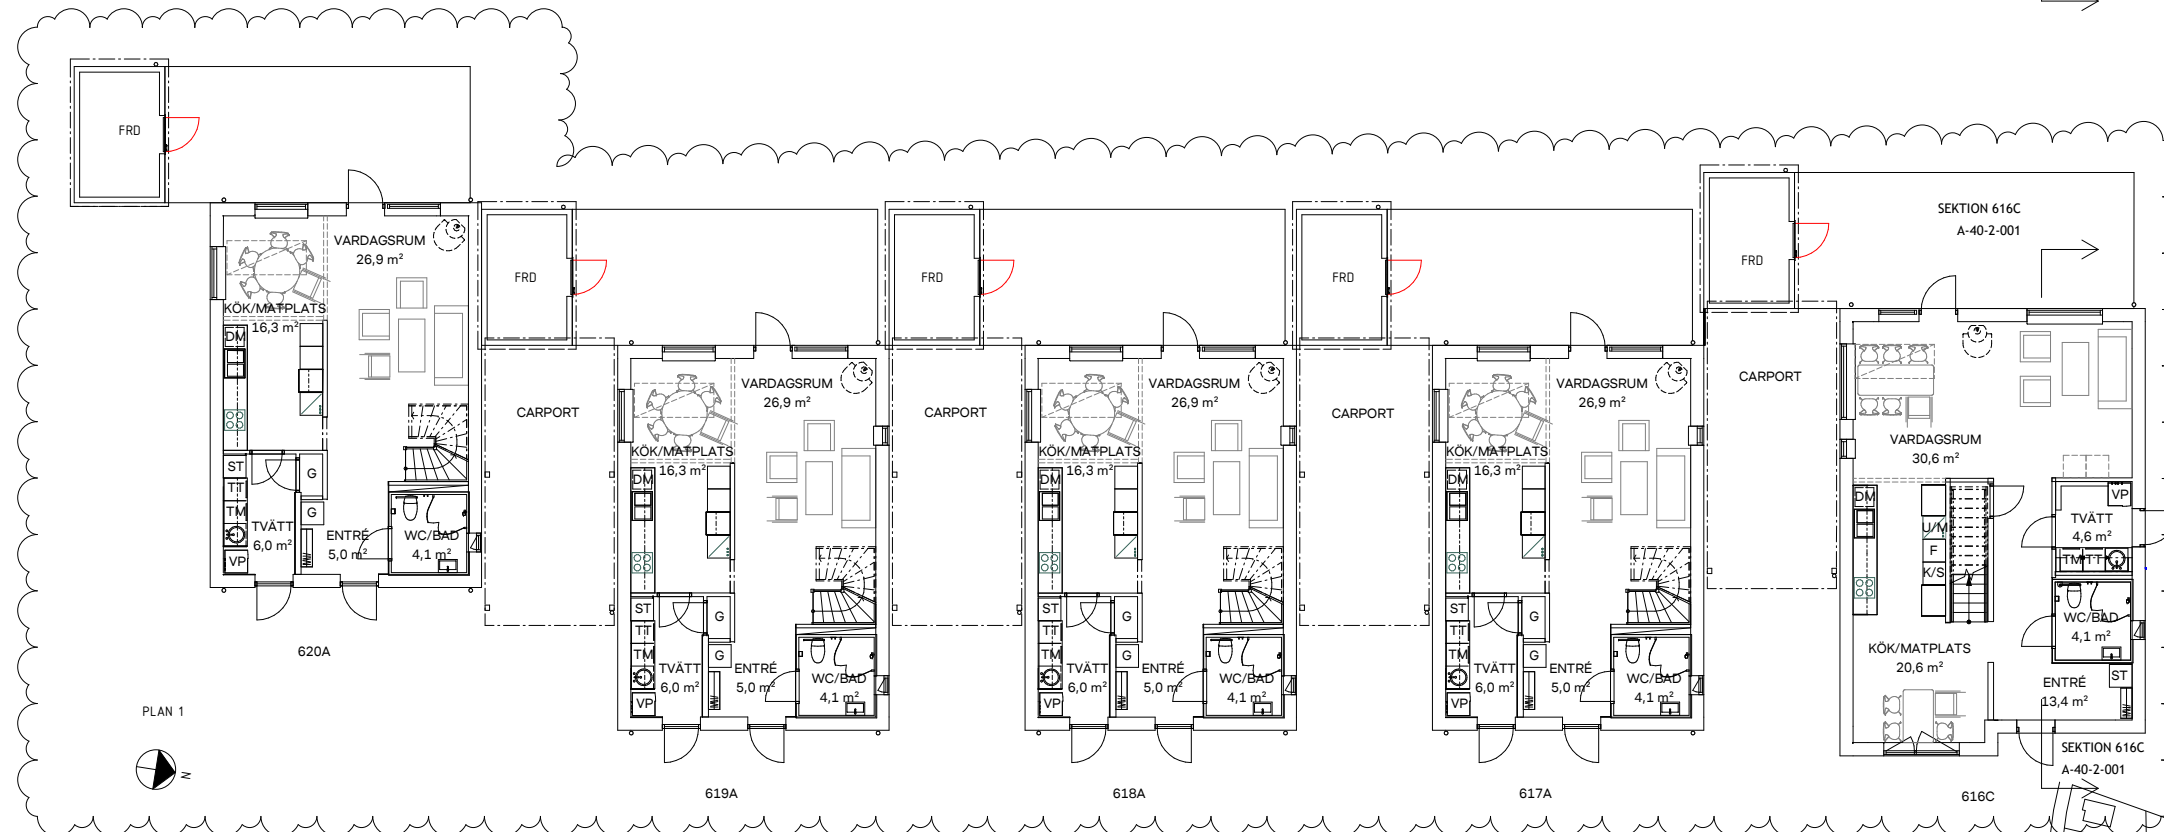 FRD
VARDAGSRUM
26,9 m²
KÖK/MATPLATS
16,3 m²
DM
ST
TT
TM
VP
G
G
TVÄTT
6,0 m²
ENTRÉ
5,0 m²
WC/BAD
4,1 m²
620A
PLAN 1
N
FRD
CARPORT
VARDAGSRUM
26,9 m²
KÖK/MATPLATS
16,3 m²
DM
ST
TT
TM
VP
G
G
TVÄTT
6,0 m²
ENTRÉ
5,0 m²
WC/BAD
4,1 m²
619A
FRD
CARPORT
VARDAGSRUM
26,9 m²
KÖK/MATPLATS
16,3 m²
DM
ST
TT
TM
VP
G
G
TVÄTT
6,0 m²
ENTRÉ
5,0 m²
WC/BAD
4,1 m²
618A
FRD
CARPORT
VARDAGSRUM
26,9 m²
KÖK/MATPLATS
16,3 m²
DM
ST
TT
TM
VP
G
G
TVÄTT
6,0 m²
ENTRÉ
5,0 m²
WC/BAD
4,1 m²
617A
FRD
CARPORT
SEKTION 616C
A-40-2-001
VARDAGSRUM
30,6 m²
DM
U/M
F
K/S
VP
TVÄTT
4,6 m²
TM
TT
WC/BAD
4,1 m²
KÖK/MATPLATS
20,6 m²
ENTRÉ
13,4 m²
ST
SEKTION 616C
A-40-2-001
616C